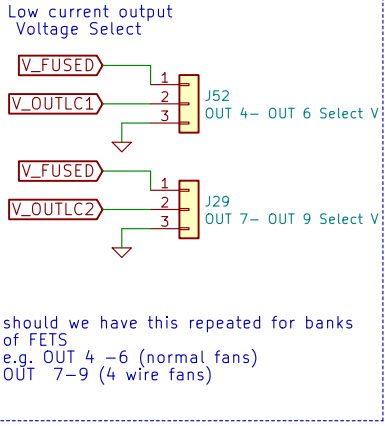 Low current output
Voltage Select
V_FUSED
1
V_OUTLC1
2
3
J52
OUT 4- OUT 6 Select V
V_FUSED
1
V_OUTLC2
2
3
J29
OUT 7- OUT 9 Select V
should we have this repeated for banks
of FETS
e.g. OUT 4 -6 (normal fans)
OUT 7-9 (4 wire fans)